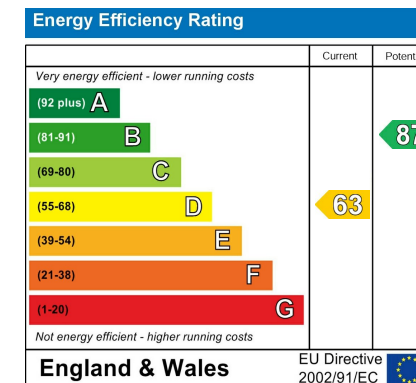 Energy Efficiency Rating
Current Potent
Very energy efficient - lower running costs
(92 plus) A
(81-91) B
87
(69-80) C
(55-68) D
63
(39-54) E
(21-38) F
(1-20) G
Not energy efficient - higher running costs
England & Wales
EU Directive
2002/91/EC